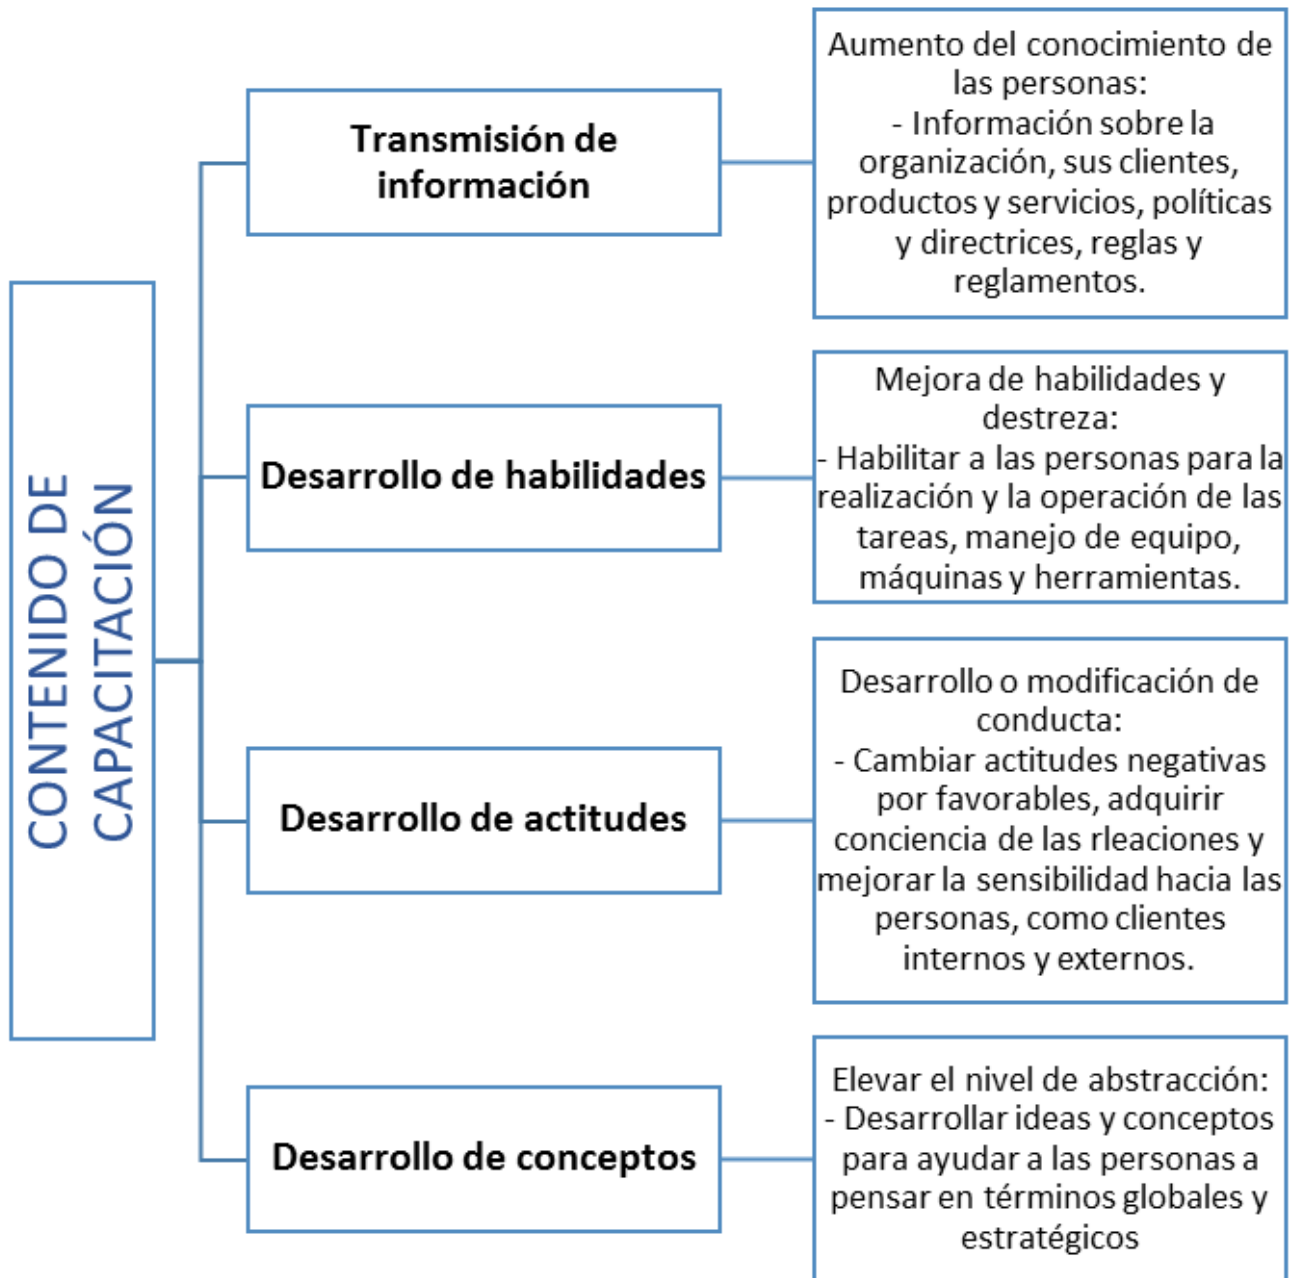 CONTENIDO DE
CAPACITACIÓN
Transmisión de
información
Aumento del conocimiento de
las personas:
- Información sobre la
organización, sus clientes,
productos y servicios, políticas
y directrices, reglas y
reglamentos.
Desarrollo de habilidades
Mejora de habilidades y
destreza:
- Habilitar a las personas para la
realización y la operación de las
tareas, manejo de equipo,
máquinas y herramientas.
Desarrollo de actitudes
Desarrollo o modificación de
conducta:
- Cambiar actitudes negativas
por favorables, adquirir
conciencia de las rleaciones y
mejorar la sensibilidad hacia las
personas, como clientes
internos y externos.
Desarrollo de conceptos
Elevar el nivel de abstracción:
- Desarrollar ideas y conceptos
para ayudar a las personas a
pensar en términos globales y
estratégicos